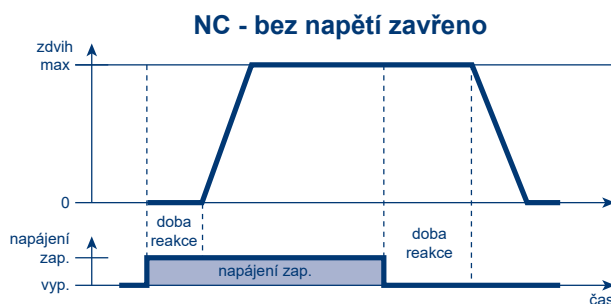 NC - bez napětí zavřeno
zdvih
max
0
doba
reakce
doba
reakce
napájení
zap.
napájení zap.
vyp.
čas